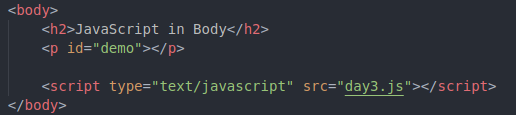 <body>
    <h2>JavaScript in Body</h2>
    <p id="demo"></p>

    <script type="text/javascript" src="day3.js"></script>
</body>